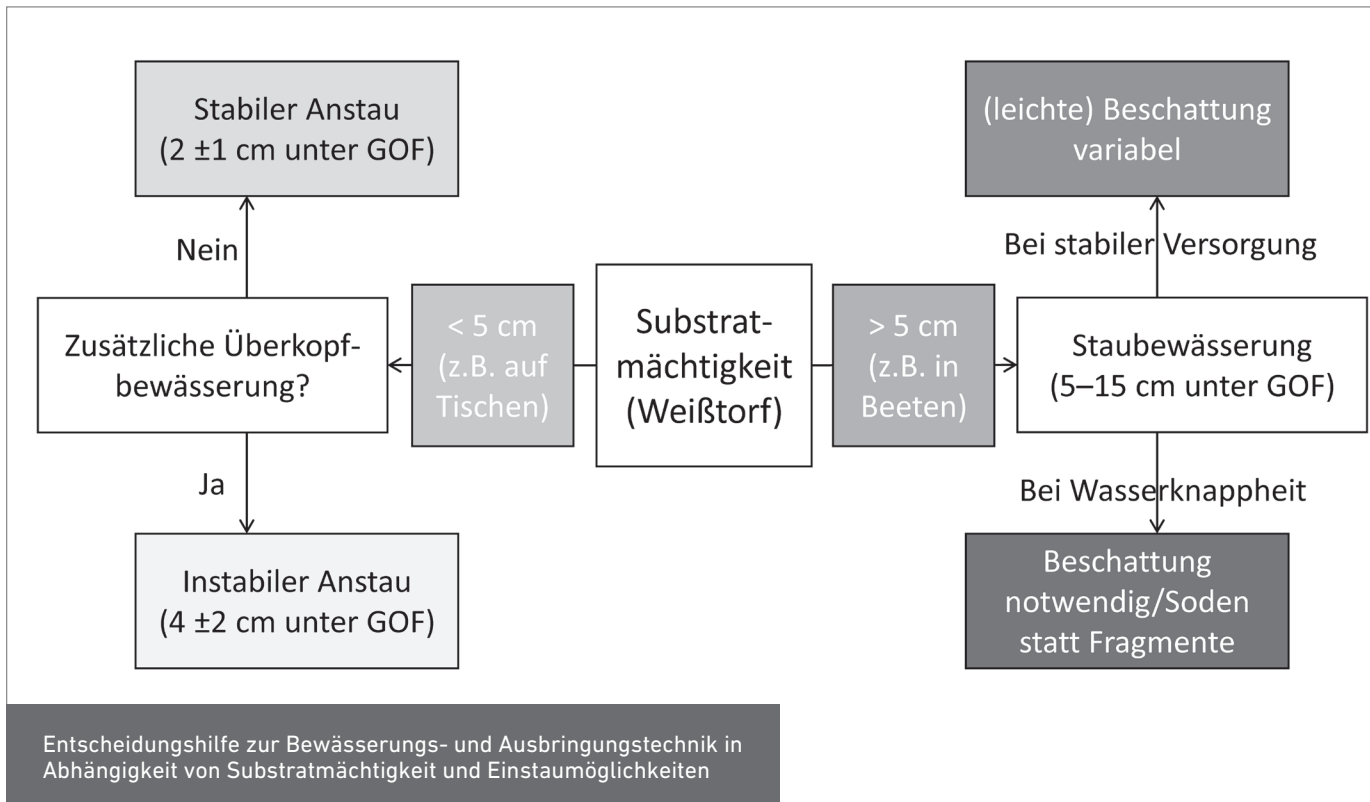 Stabiler Anstau
(2 ±1 cm unter GOF)
(leichte) Beschattung
variabel
Nein
Bei stabiler Versorgung
Zusätzliche Überkopf-
bewässerung?
< 5 cm
(z.B. auf
Tischen)
Substrat-
mächtigkeit
(Weißtorf)
> 5 cm
(z.B. in
Beeten)
Staubewässerung
(5–15 cm unter GOF)
Ja
Bei Wasserknappheit
Instabiler Anstau
(4 ±2 cm unter GOF)
Beschattung
notwendig/Soden
statt Fragmente
Entscheidungshilfe zur Bewässerungs- und Ausbringungstechnik in
Abhängigkeit von Substratmächtigkeit und Einstaumöglichkeiten